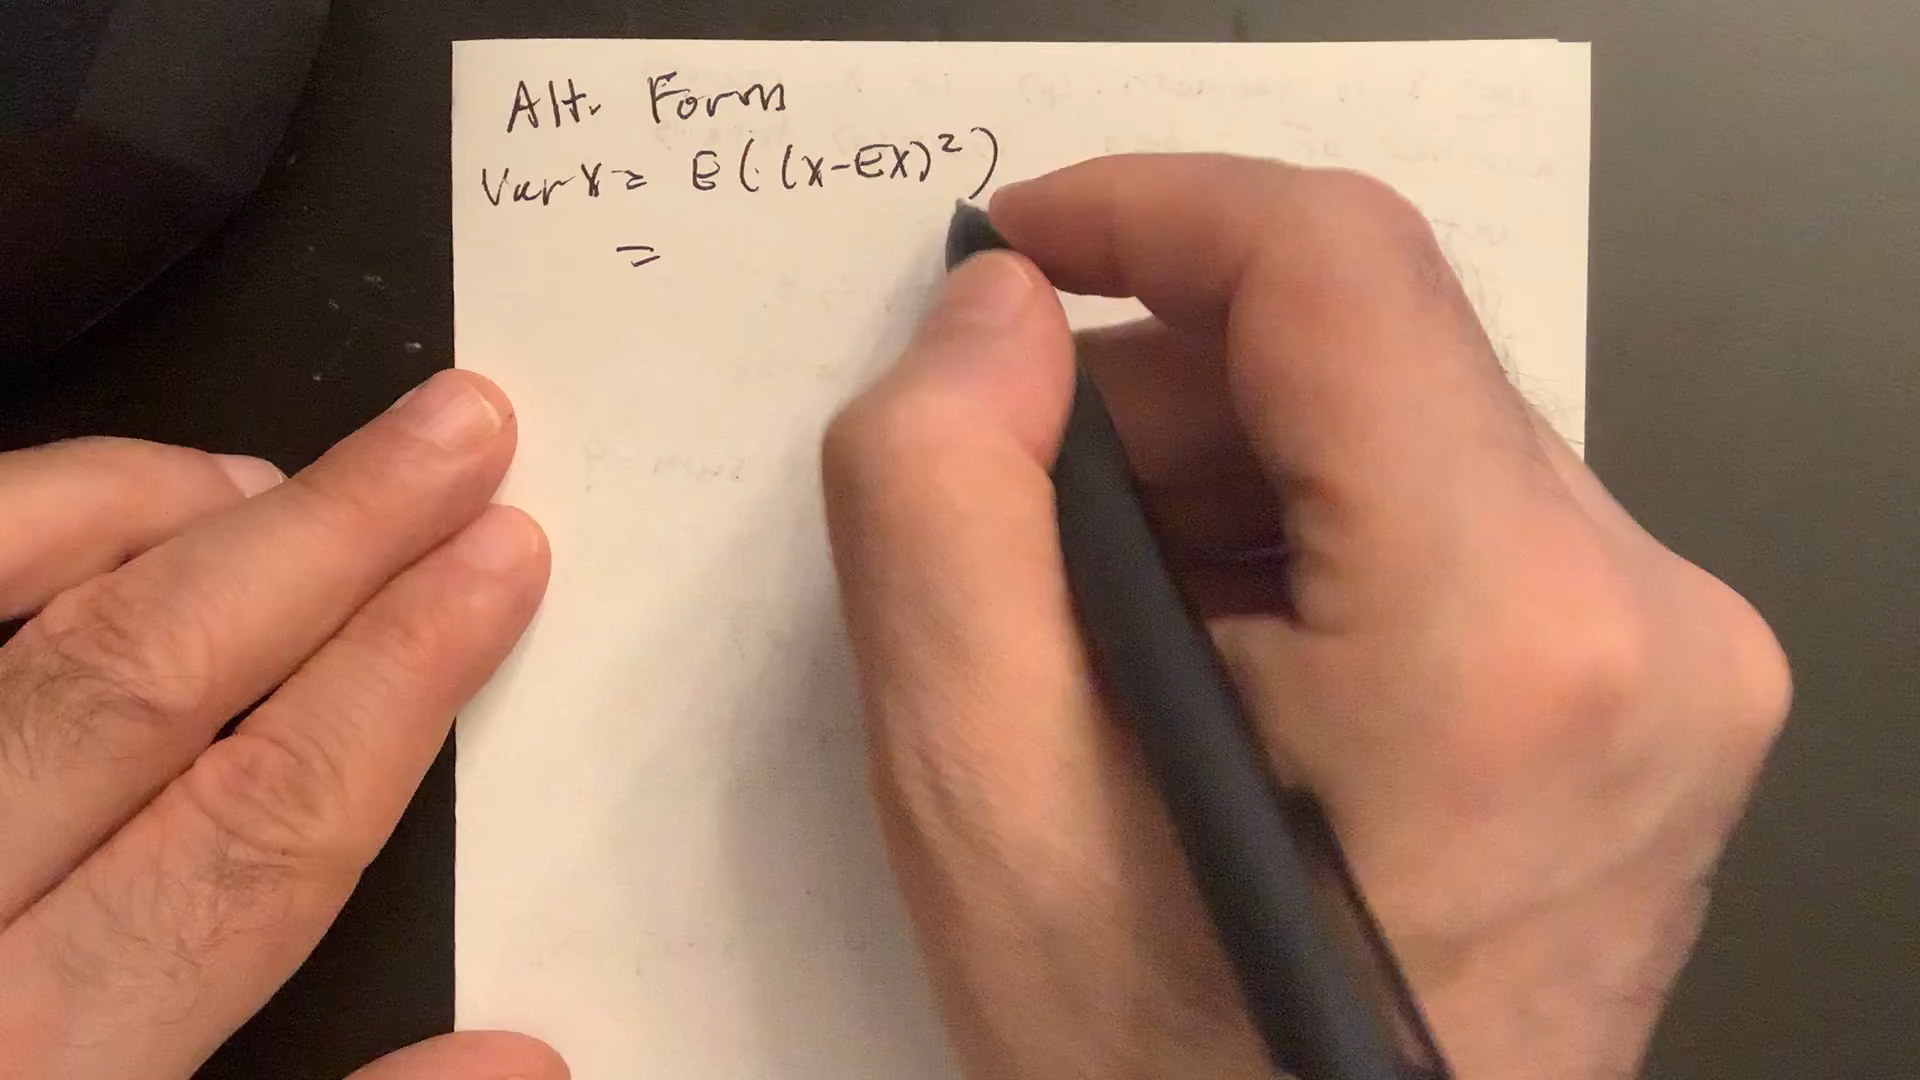 Alt. Form
Var X = E((X-EX)²)
=